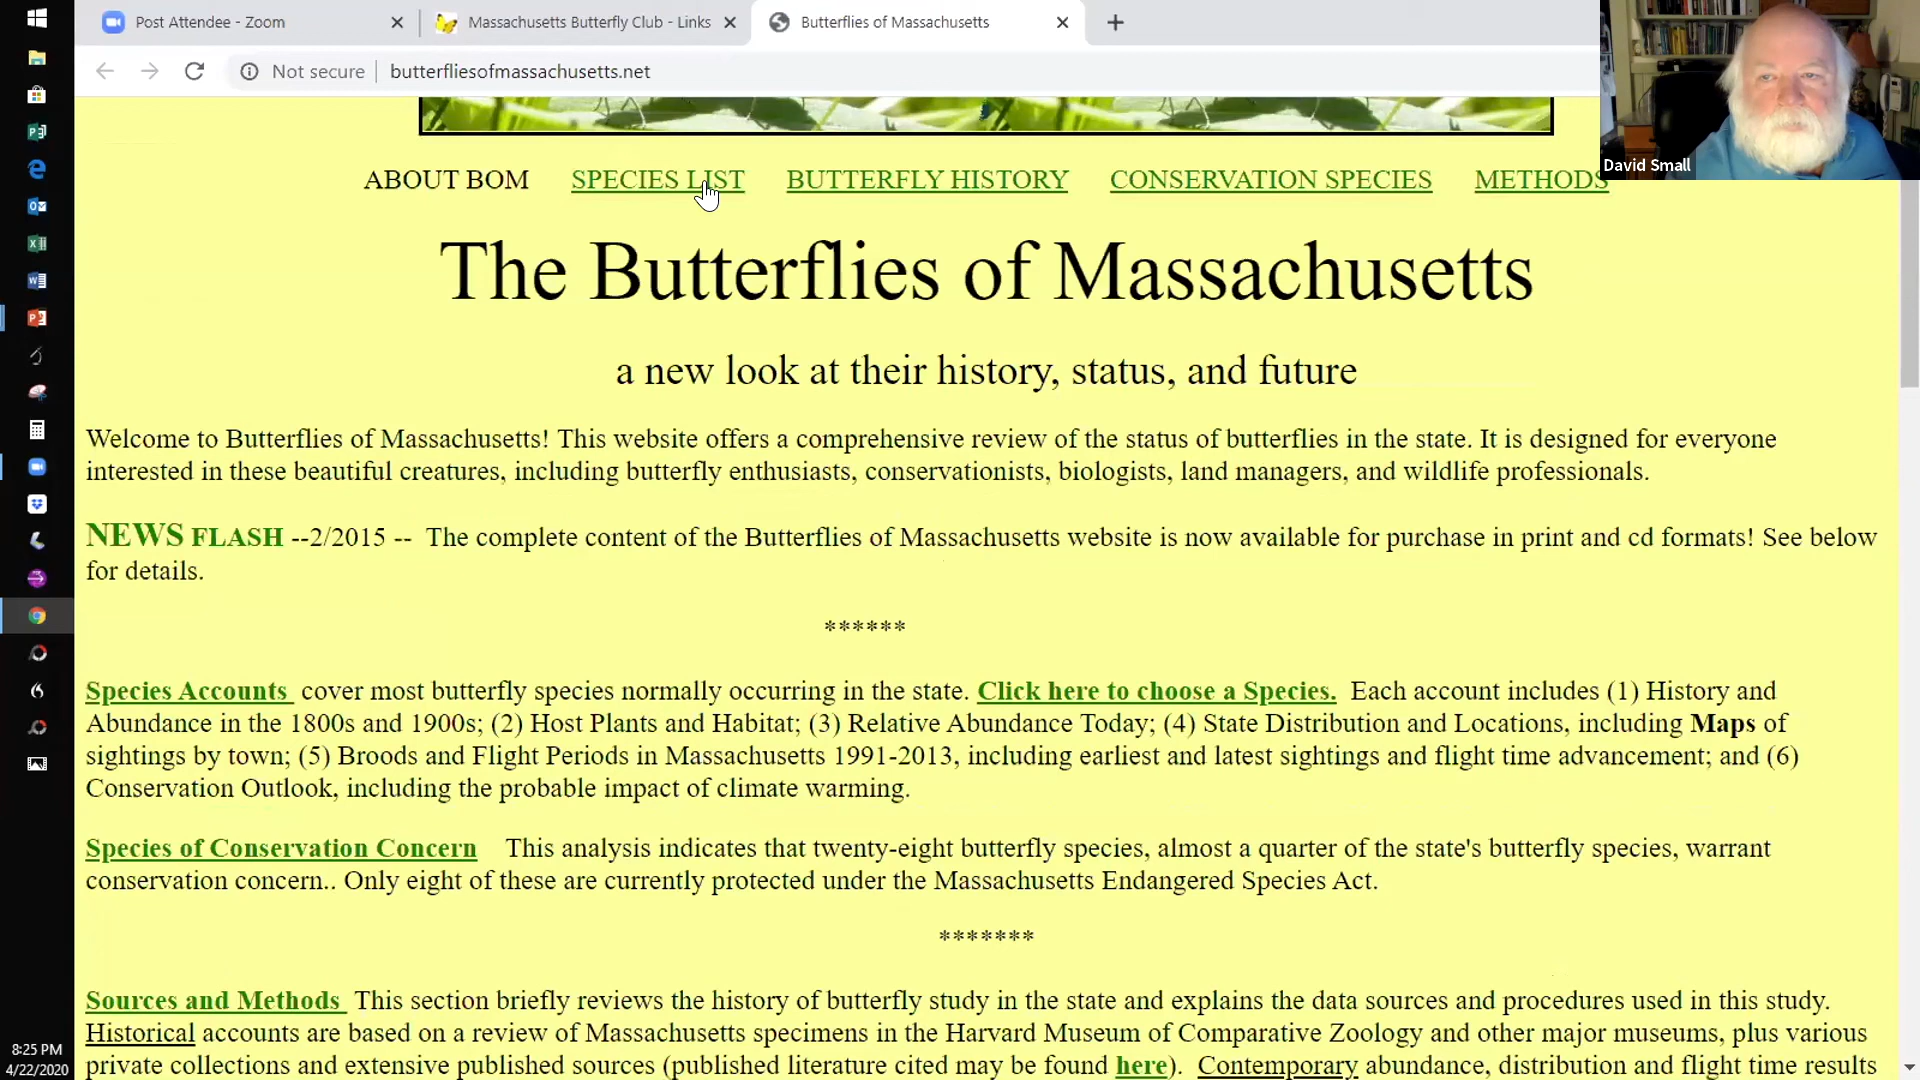 Post Attendee - Zoom
Massachusetts Butterfly Club - Links
Butterflies of Massachusetts
Not secure
butterfliesofmassachusetts.net
David Small
ABOUT BOM SPECIES LIST BUTTERFLY HISTORY CONSERVATION SPECIES METHODS
The Butterflies of Massachusetts
a new look at their history, status, and future
Welcome to Butterflies of Massachusetts! This website offers a comprehensive review of the status of butterflies in the state. It is designed for everyone
interested in these beautiful creatures, including butterfly enthusiasts, conservationists, biologists, land managers, and wildlife professionals.
NEWS FLASH --2/2015 -- The complete content of the Butterflies of Massachusetts website is now available for purchase in print and cd formats! See below
for details.
******
Species Accounts cover most butterfly species normally occurring in the state. Click here to choose a Species. Each account includes (1) History and
Abundance in the 1800s and 1900s; (2) Host Plants and Habitat; (3) Relative Abundance Today; (4) State Distribution and Locations, including Maps of
sightings by town; (5) Broods and Flight Periods in Massachusetts 1991-2013, including earliest and latest sightings and flight time advancement; and (6)
Conservation Outlook, including the probable impact of climate warming.
Species of Conservation Concern This analysis indicates that twenty-eight butterfly species, almost a quarter of the state's butterfly species, warrant
conservation concern.. Only eight of these are currently protected under the Massachusetts Endangered Species Act.
*******
Sources and Methods This section briefly reviews the history of butterfly study in the state and explains the data sources and procedures used in this study.
Historical accounts are based on a review of Massachusetts specimens in the Harvard Museum of Comparative Zoology and other major museums, plus various
private collections and extensive published sources (published literature cited may be found here). Contemporary abundance, distribution and flight time results
8:25 PM
4/22/2020